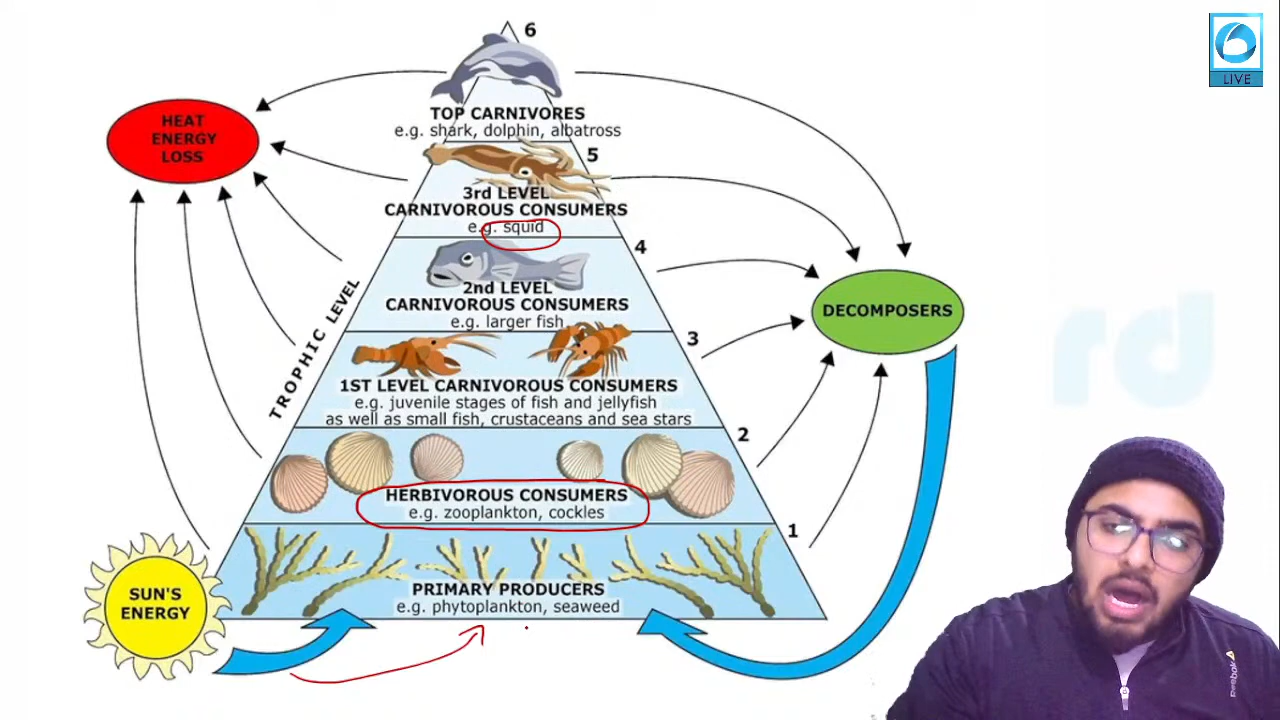 6
LIVE
TOP CARNIVORES
e.g. shark, dolphin, albatross
HEAT
ENERGY
LOSS
5
3rd LEVEL
CARNIVOROUS CONSUMERS
e.g. squid
4
2nd LEVEL
CARNIVOROUS CONSUMERS
e.g. larger fish
DECOMPOSERS
TROPHIC LEVEL
3
1ST LEVEL CARNIVOROUS CONSUMERS
e.g. juvenile stages of fish and jellyfish
as well as small fish, crustaceans and sea stars
rd
2
HERBIVOROUS CONSUMERS
e.g. zooplankton, cockles
1
PRIMARY PRODUCERS
e.g. phytoplankton, seaweed
SUN'S
ENERGY
Reebok